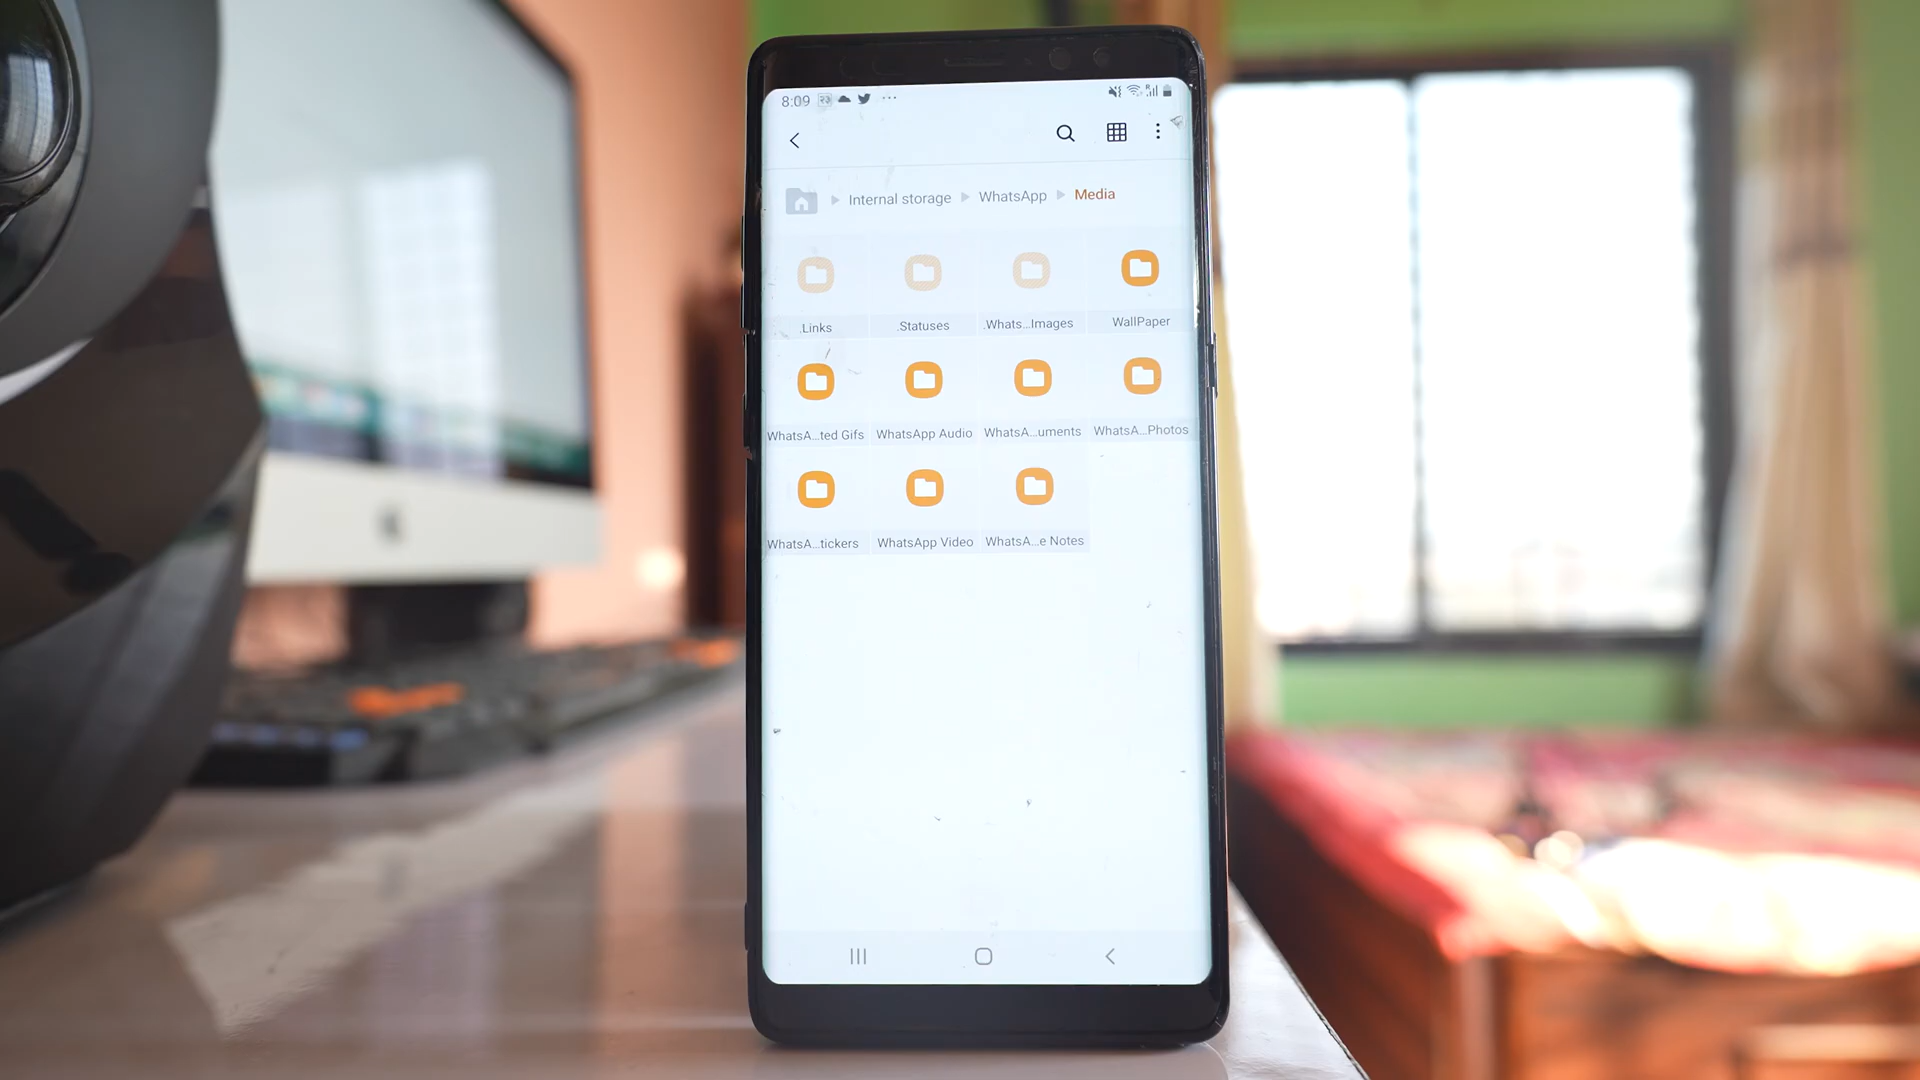 8:09
Internal storage WhatsApp Media
.Links .Statuses .Whats...Images WallPaper
WhatsA...ted Gifs WhatsApp Audio WhatsA...uments WhatsA...Photos
WhatsA...tickers WhatsApp Video WhatsA...e Notes